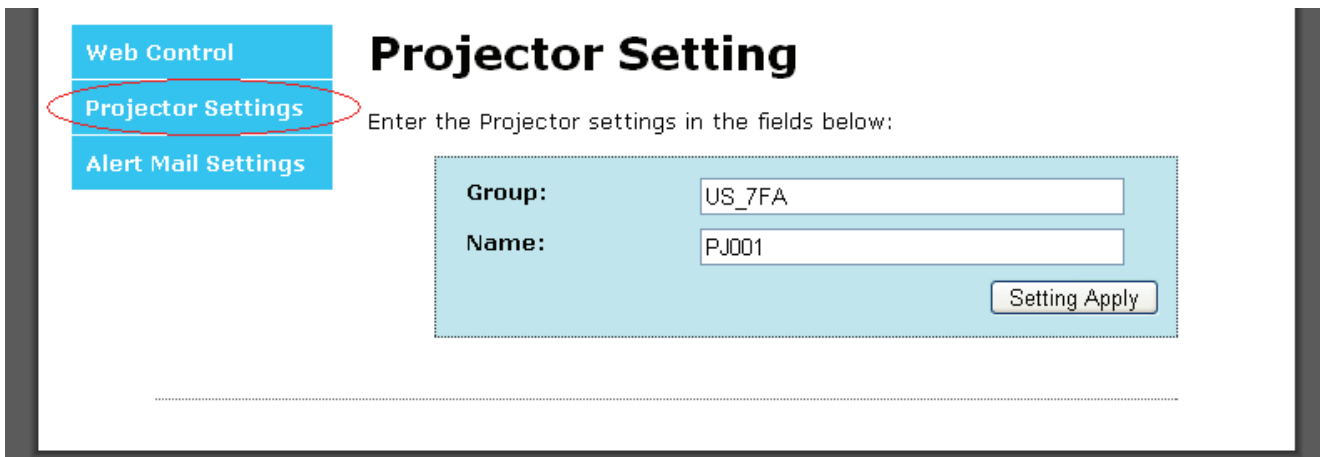 Web Control
Projector Settings
Alert Mail Settings
Projector Setting
Enter the Projector settings in the fields below:
Group: US_7FA
Name: PJ001
Setting Apply